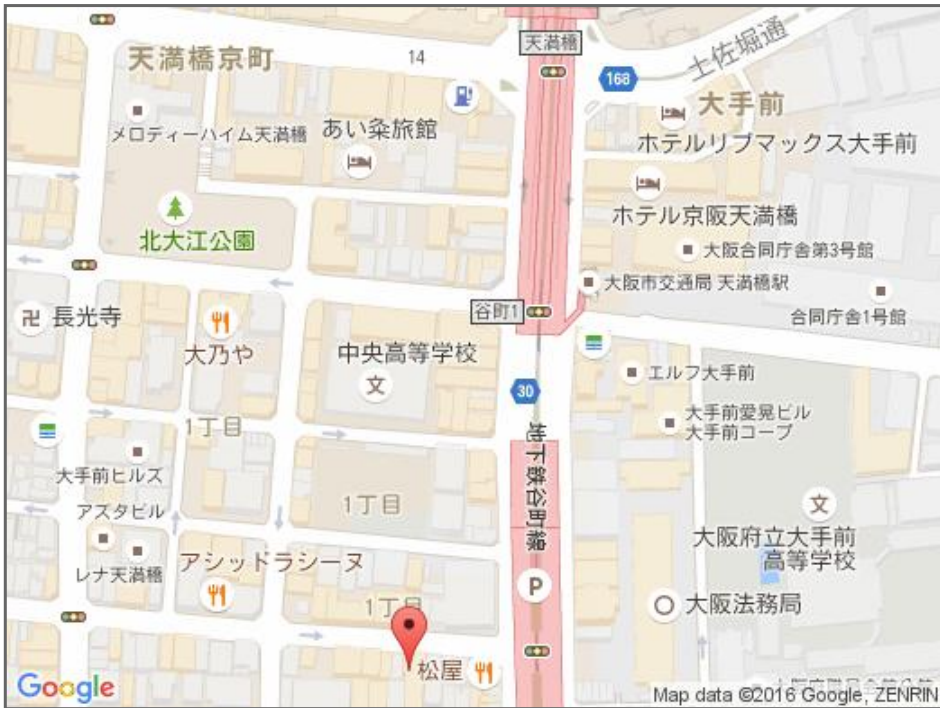 天満橋
天満橋京町
14
168
土佐堀通
大手前
メロディーハイム天満橋
あい粂旅館
ホテルリブマックス大手前
ホテル京阪天満橋
北大江公園
大阪合同庁舎第3号館
大阪市交通局 天満橋駅
合同庁舎1号館
谷町1
卍 長光寺
大乃や
中央高等学校
文
30
エルフ大手前
大手前愛晃ビル
大手前コープ
1丁目
地下鉄谷町線
大手前ヒルズ
アズタビル
1丁目
文
大阪府立大手前
高等学校
レナ天満橋
アシッドラシーヌ
P
1丁目
大阪法務局
松屋
Google
Map data ©2016 Google, ZENRIN